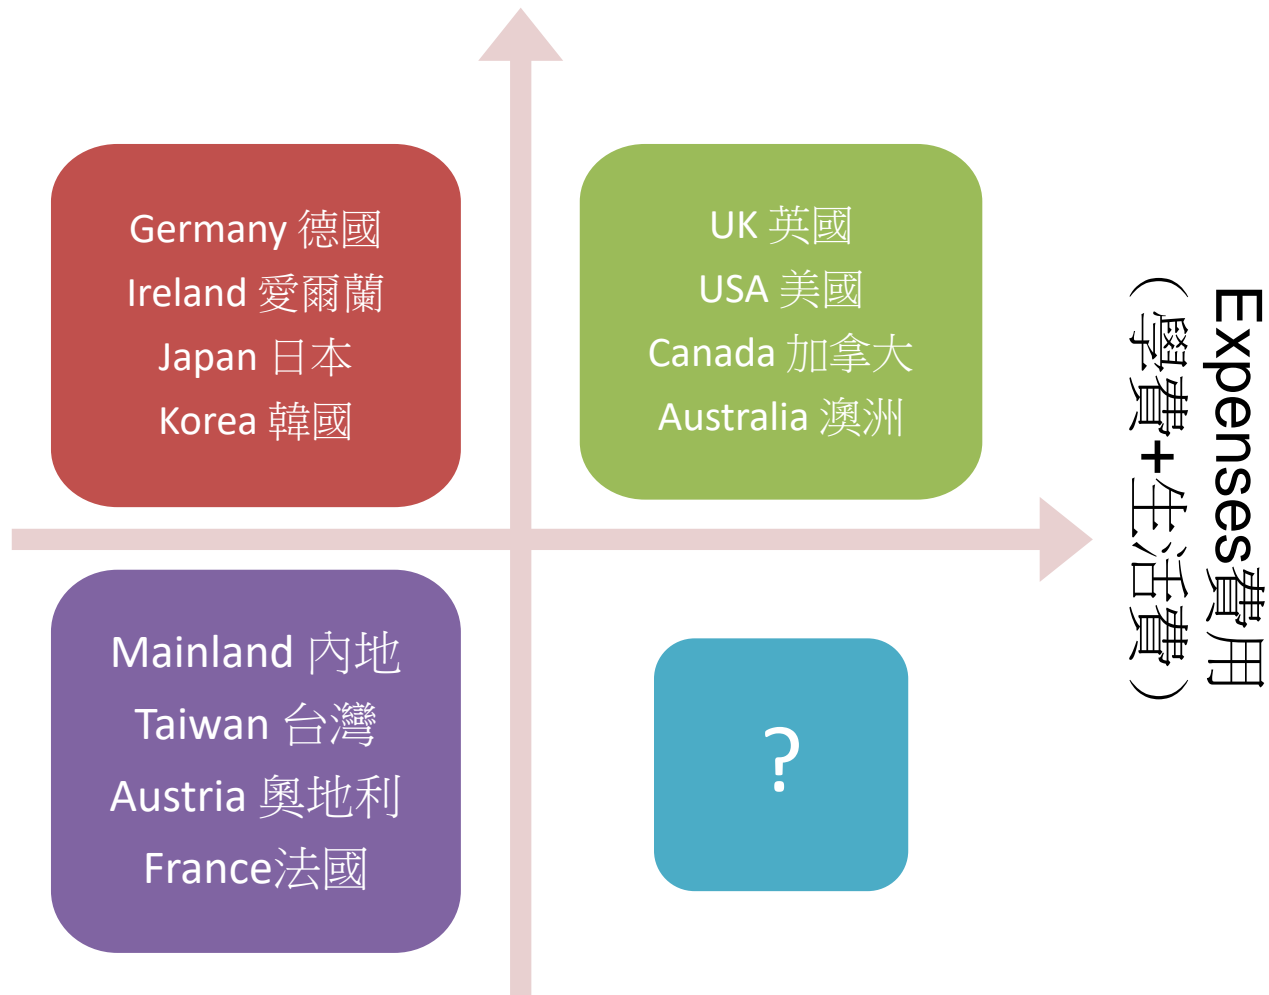 Germany 德國
Ireland 愛爾蘭
Japan 日本
Korea 韓國
UK 英國
USA 美國
Canada 加拿大
Australia 澳洲
Mainland 內地
Taiwan 台灣
Austria 奧地利
France法國
?
Expenses費用
(學費+生活費)